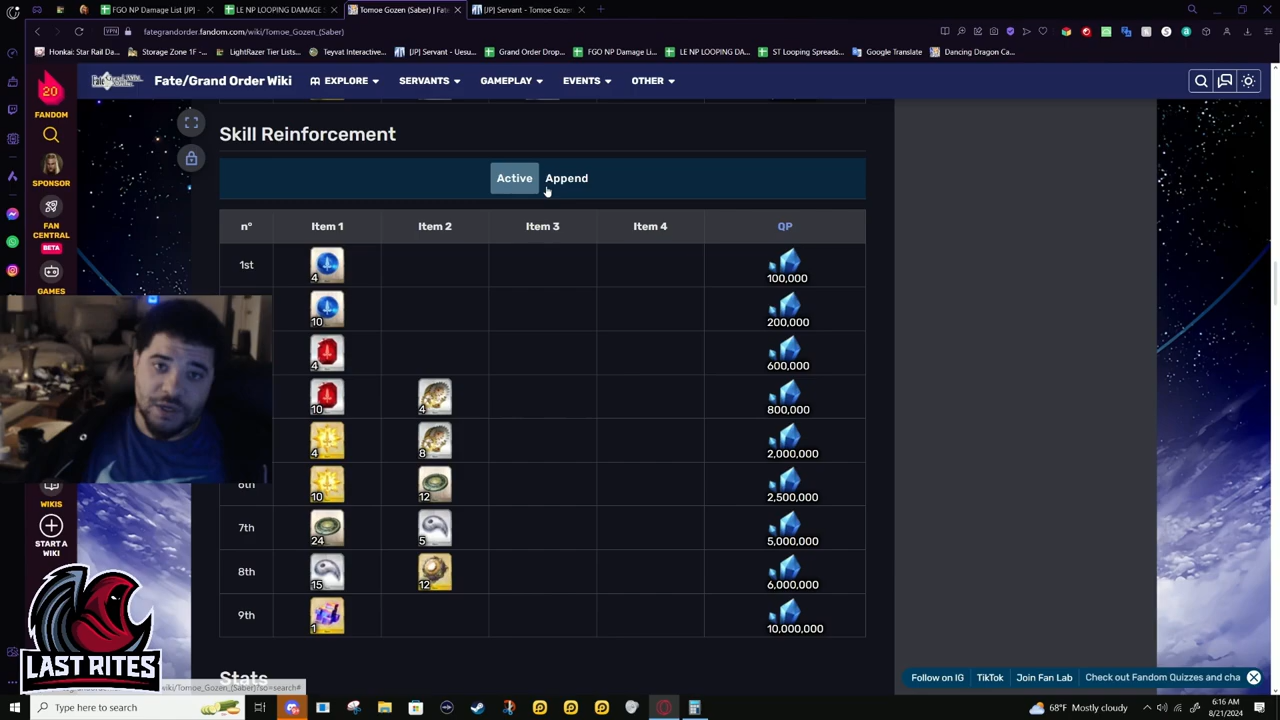 FGO NP Damage List [JP] -
LE NP LOOPING DAMAGE
Tomoe Gozen (Saber) | Fat
[JP] Servant - Tomoe Gozen
VPN
fategrandorder.fandom.com/wiki/Tomoe_Gozen_(Saber)
Honkai: Star Rail Da...
Storage Zone 1F -...
LightRazer Tier Lists...
Teyvat Interactive...
[JP] Servant - Uesu...
Grand Order Drop...
FGO NP Damage Li...
LE NP LOOPING DA...
ST Looping Spreads...
Google Translate
Dancing Dragon Ca...
Fate/Grand Order Wiki
EXPLORE
SERVANTS
GAMEPLAY
EVENTS
OTHER
20
FANDOM
SPONSOR
FAN
CENTRAL
BETA
GAMES
WIKIS
START A
WIKI
Skill Reinforcement
Active
Append
n° Item 1 Item 2 Item 3 Item 4 QP
1st 4 100,000
10 200,000
4 600,000
10 4 800,000
4 8 2,000,000
6th 10 12 2,500,000
7th 24 5 5,000,000
8th 15 12 6,000,000
9th 1 10,000,000
Stats
LAST RITES
wiki/Tomoe_Gozen_(Saber)?so=search#
Follow on IG
TikTok
Join Fan Lab
Check out Fandom Quizzes and cha
Type here to search
68°F Mostly cloudy
6:16 AM
8/21/2024